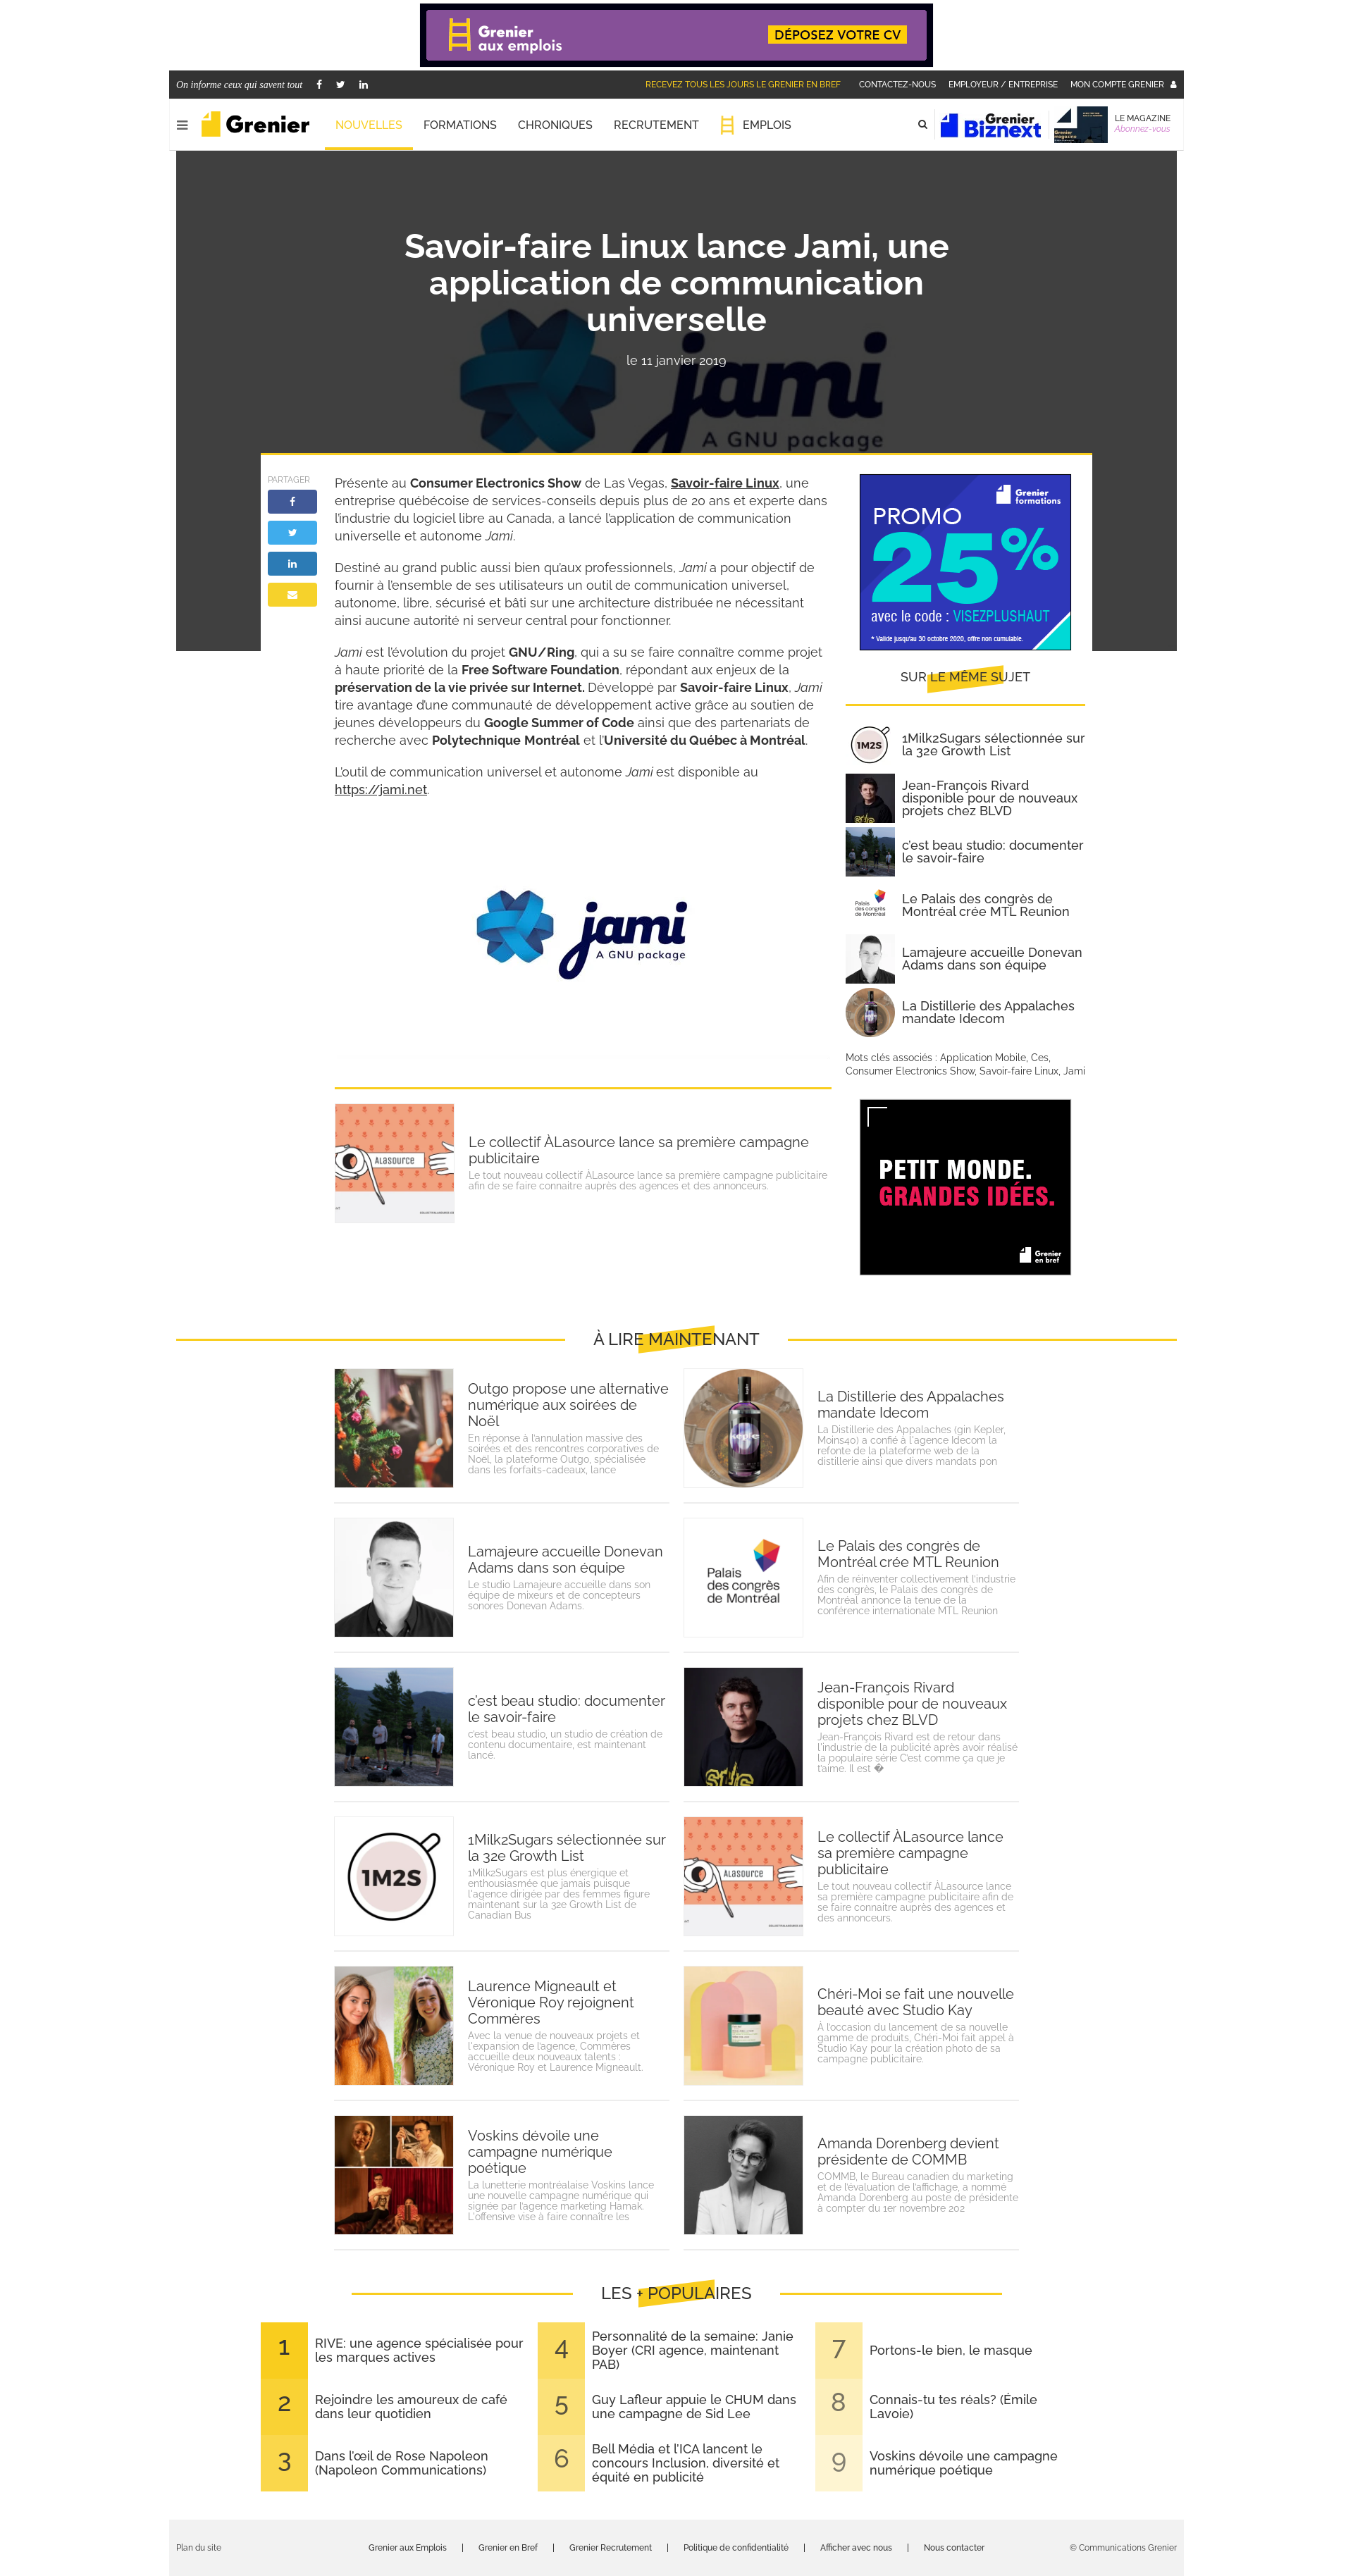 Grenier
aux emplois
DÉPOSEZ VOTRE CV
On informe ceux qui savent tout
RECEVEZ TOUS LES JOURS LE GRENIER EN BREF
CONTACTEZ-NOUS
EMPLOYEUR / ENTREPRISE
MON COMPTE GRENIER
Grenier
NOUVELLES
FORMATIONS
CHRONIQUES
RECRUTEMENT
EMPLOIS
Grenier
Biznext
LE MAGAZINE
Abonnez-vous
Savoir-faire Linux lance Jami, une
application de communication
universelle
le 11 janvier 2019
jami
A GNU package
PARTAGER
Présente au Consumer Electronics Show de Las Vegas, Savoir-faire Linux, une
entreprise québécoise de services-conseils depuis plus de 20 ans et experte dans
l'industrie du logiciel libre au Canada, a lancé l'application de communication
universelle et autonome Jami.
Destiné au grand public aussi bien qu'aux professionnels, Jami a pour objectif de
fournir à l'ensemble de ses utilisateurs un outil de communication universel,
autonome, libre, sécurisé et bâti sur une architecture distribuée ne nécessitant
ainsi aucune autorité ni serveur central pour fonctionner.
Jami est l'évolution du projet GNU/Ring, qui a su se faire connaître comme projet
à haute priorité de la Free Software Foundation, répondant aux enjeux de la
préservation de la vie privée sur Internet. Développé par Savoir-faire Linux, Jami
tire avantage d'une communauté de développement active grâce au soutien de
jeunes développeurs du Google Summer of Code ainsi que des partenariats de
recherche avec Polytechnique Montréal et l'Université du Québec à Montréal.
L'outil de communication universel et autonome Jami est disponible au
https://jami.net.
jami
A GNU package
Le collectif ÀLasource lance sa première campagne
publicitaire
Le tout nouveau collectif ÀLasource lance sa première campagne publicitaire
afin de se faire connaitre auprès des agences et des annonceurs.
Grenier
formations
PROMO
25%
avec le code : VISEZPLUSHAUT
* Valide jusqu'au 30 octobre 2020, offre non cumulable.
SUR LE MÊME SUJET
1M2S
1Milk2Sugars sélectionnée sur
la 32e Growth List
Jean-François Rivard
disponible pour de nouveaux
projets chez BLVD
c'est beau studio: documenter
le savoir-faire
Palais
des congrès
de Montréal
Le Palais des congrès de
Montréal crée MTL Reunion
Lamajeure accueille Donevan
Adams dans son équipe
La Distillerie des Appalaches
mandate Idecom
Mots clés associés : Application Mobile, Ces,
Consumer Electronics Show, Savoir-faire Linux, Jami
PETIT MONDE.
GRANDES IDÉES.
Grenier
en bref
À LIRE MAINTENANT
Outgo propose une alternative
numérique aux soirées de
Noël
En réponse à l'annulation massive des
soirées et des rencontres corporatives de
Noël, la plateforme Outgo, spécialisée
dans les forfaits-cadeaux, lance
La Distillerie des Appalaches
mandate Idecom
La Distillerie des Appalaches (gin Kepler,
Moins40) a confié à l'agence Idecom la
refonte de la plateforme web de la
distillerie ainsi que divers mandats pon
Lamajeure accueille Donevan
Adams dans son équipe
Le studio Lamajeure accueille dans son
équipe de mixeurs et de concepteurs
sonores Donevan Adams.
Palais
des congrès
de Montréal
Le Palais des congrès de
Montréal crée MTL Reunion
Afin de réinventer collectivement l'industrie
des congrès, le Palais des congrès de
Montréal annonce la tenue de la
conférence internationale MTL Reunion
c'est beau studio: documenter
le savoir-faire
c'est beau studio, un studio de création de
contenu documentaire, est maintenant
lancé.
Jean-François Rivard
disponible pour de nouveaux
projets chez BLVD
Jean-François Rivard est de retour dans
l'industrie de la publicité après avoir réalisé
la populaire série C'est comme ça que je
t'aime. Il est �
1M2S
1Milk2Sugars sélectionnée sur
la 32e Growth List
1Milk2Sugars est plus énergique et
enthousiasmée que jamais puisque
l'agence dirigée par des femmes figure
maintenant sur la 32e Growth List de
Canadian Bus
ALASOURCE
Le collectif ÀLasource lance
sa première campagne
publicitaire
Le tout nouveau collectif ÀLasource lance
sa première campagne publicitaire afin de
se faire connaitre auprès des agences et
des annonceurs.
Laurence Migneault et
Véronique Roy rejoignent
Commères
Avec la venue de nouveaux projets et
l'expansion de l'agence, Commères
accueille deux nouveaux talents :
Véronique Roy et Laurence Migneault.
Chéri-Moi se fait une nouvelle
beauté avec Studio Kay
À l'occasion du lancement de sa nouvelle
gamme de produits, Chéri-Moi fait appel à
Studio Kay pour la création photo de sa
campagne publicitaire.
Voskins dévoile une
campagne numérique
poétique
La lunetterie montréalaise Voskins lance
une nouvelle campagne numérique qui
signée par l'agence marketing Hamak.
L'offensive vise à faire connaître les
Amanda Dorenberg devient
présidente de COMMB
COMMB, le Bureau canadien du marketing
et de l'évaluation de l'affichage, a nommé
Amanda Dorenberg au poste de présidente
à compter du 1er novembre 202
LES + POPULAIRES
1
RIVE: une agence spécialisée pour
les marques actives
2
Rejoindre les amoureux de café
dans leur quotidien
3
Dans l'œil de Rose Napoleon
(Napoleon Communications)
4
Personnalité de la semaine: Janie
Boyer (CRI agence, maintenant
PAB)
5
Guy Lafleur appuie le CHUM dans
une campagne de Sid Lee
6
Bell Média et l'ICA lancent le
concours Inclusion, diversité et
équité en publicité
7
Portons-le bien, le masque
8
Connais-tu tes réals? (Émile
Lavoie)
9
Voskins dévoile une campagne
numérique poétique
Plan du site
Grenier aux Emplois | Grenier en Bref | Grenier Recrutement | Politique de confidentialité | Afficher avec nous | Nous contacter
© Communications Grenier